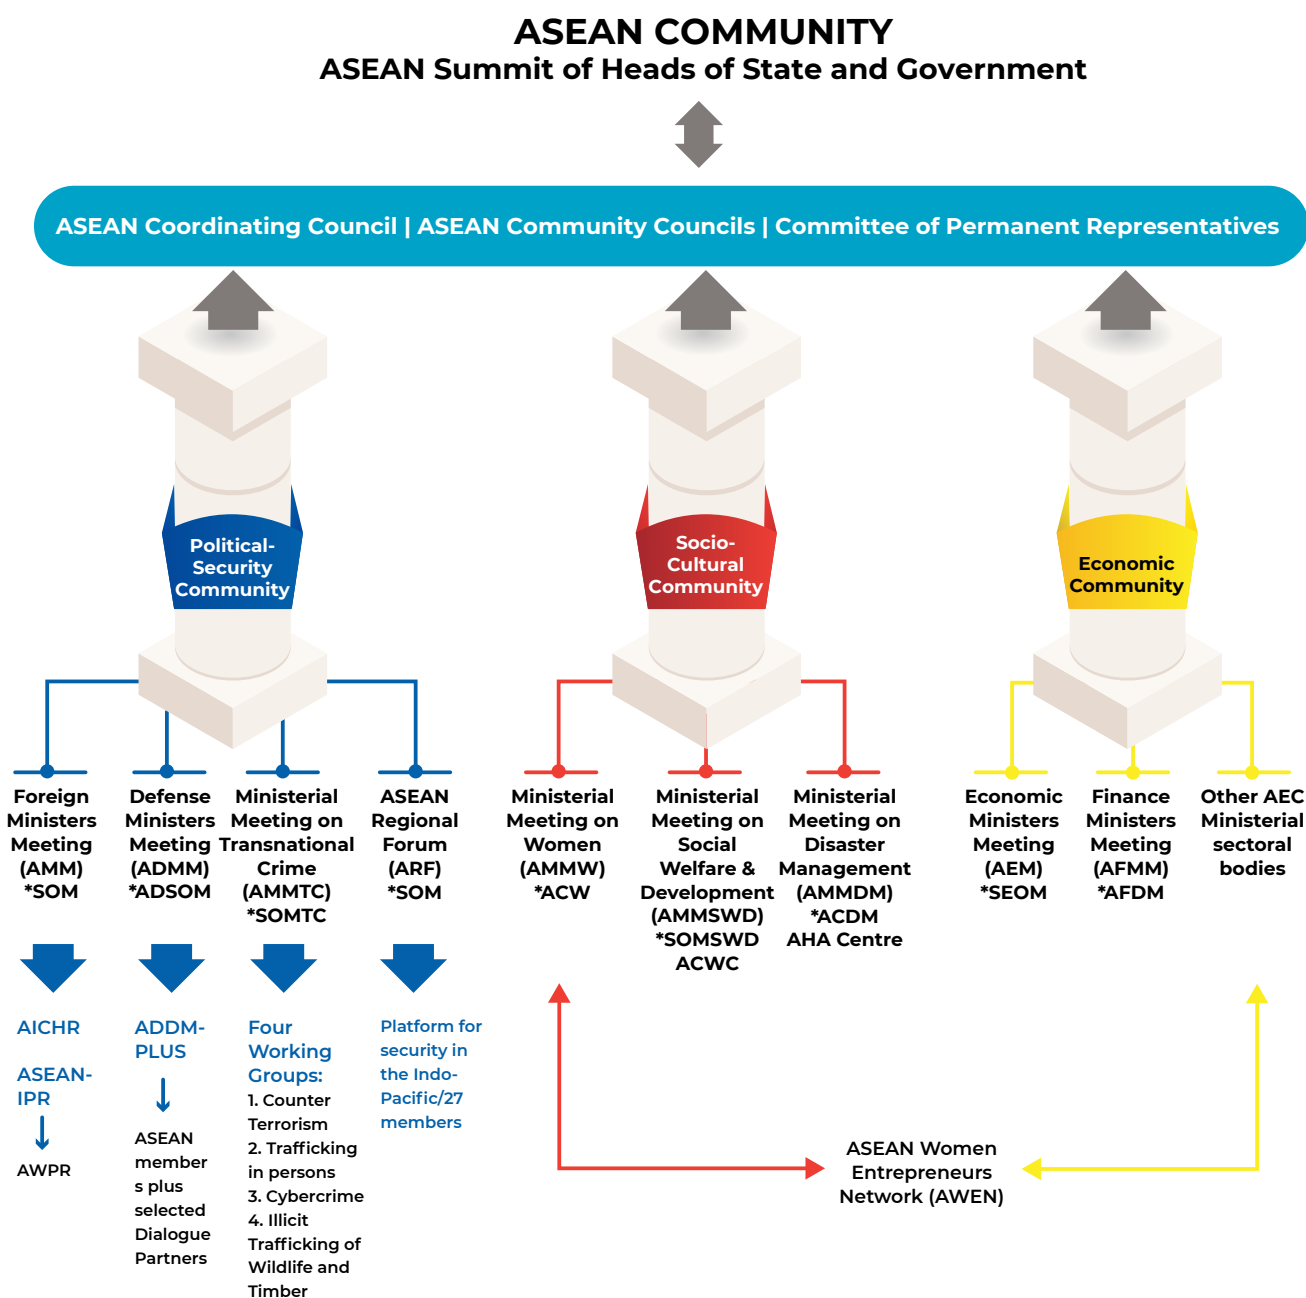 ASEAN COMMUNITY
ASEAN Summit of Heads of State and Government
ASEAN Coordinating Council | ASEAN Community Councils | Committee of Permanent Representatives
Political-
Security
Community
Socio-
Cultural
Community
Economic
Community
Foreign
Ministers
Meeting
(AMM)
*SOM
Defense
Ministers
Meeting
(ADMM)
*ADSOM
Ministerial
Meeting on
Transnational
Crime
(AMMTC)
*SOMTC
ASEAN
Regional
Forum
(ARF)
*SOM
Ministerial
Meeting on
Women
(AMMW)
*ACW
Ministerial
Meeting on
Social
Welfare &
Development
(AMMSWD)
*SOMSWD
ACWC
Ministerial
Meeting on
Disaster
Management
(AMMDM)
*ACDM
AHA Centre
Economic
Ministers
Meeting
(AEM)
*SEOM
Finance
Ministers
Meeting
(AFMM)
*AFDM
Other AEC
Ministerial
sectoral
bodies
AICHR
ASEAN-
IPR
AWPR
ADDM-
PLUS
ASEAN
member
s plus
selected
Dialogue
Partners
Four
Working
Groups:
1. Counter
Terrorism
2. Trafficking
in persons
3. Cybercrime
4. Illicit
Trafficking of
Wildlife and
Timber
Platform for
security in
the Indo-
Pacific/27
members
ASEAN Women
Entrepreneurs
Network (AWEN)